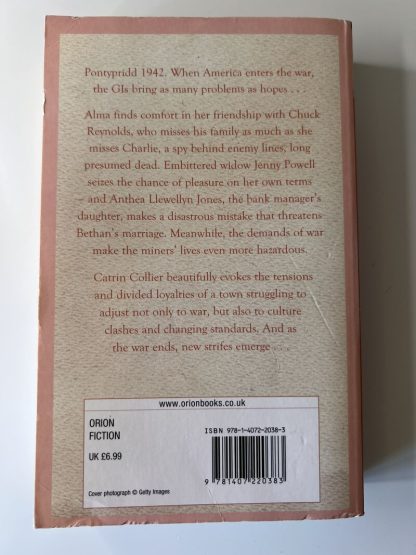 Pontypridd 1942. When America enters the war,
the GIs bring as many problems as hopes . . .
Alma finds comfort in her friendship with Chuck
Reynolds, who misses his family as much as she
misses Charlie, a spy behind enemy lines, long
presumed dead. Embittered widow Jenny Powell
seizes the chance of pleasure on her own terms
– and Anthea Llewellyn Jones, the bank manager's
daughter, makes a disastrous mistake that threatens
Bethan's marriage. Meanwhile, the demands of war
make the miners' lives even more hazardous.
Catrin Collier beautifully evokes the tensions
and divided loyalties of a town struggling to
adjust not only to war, but also to culture
clashes and changing standards. And as
the war ends, new strifes emerge . . .
www.orionbooks.co.uk
ORION
FICTION
UK £6.99
ISBN 978-1-4072-2038-3
9 781407 220383
Cover photograph © Getty Images